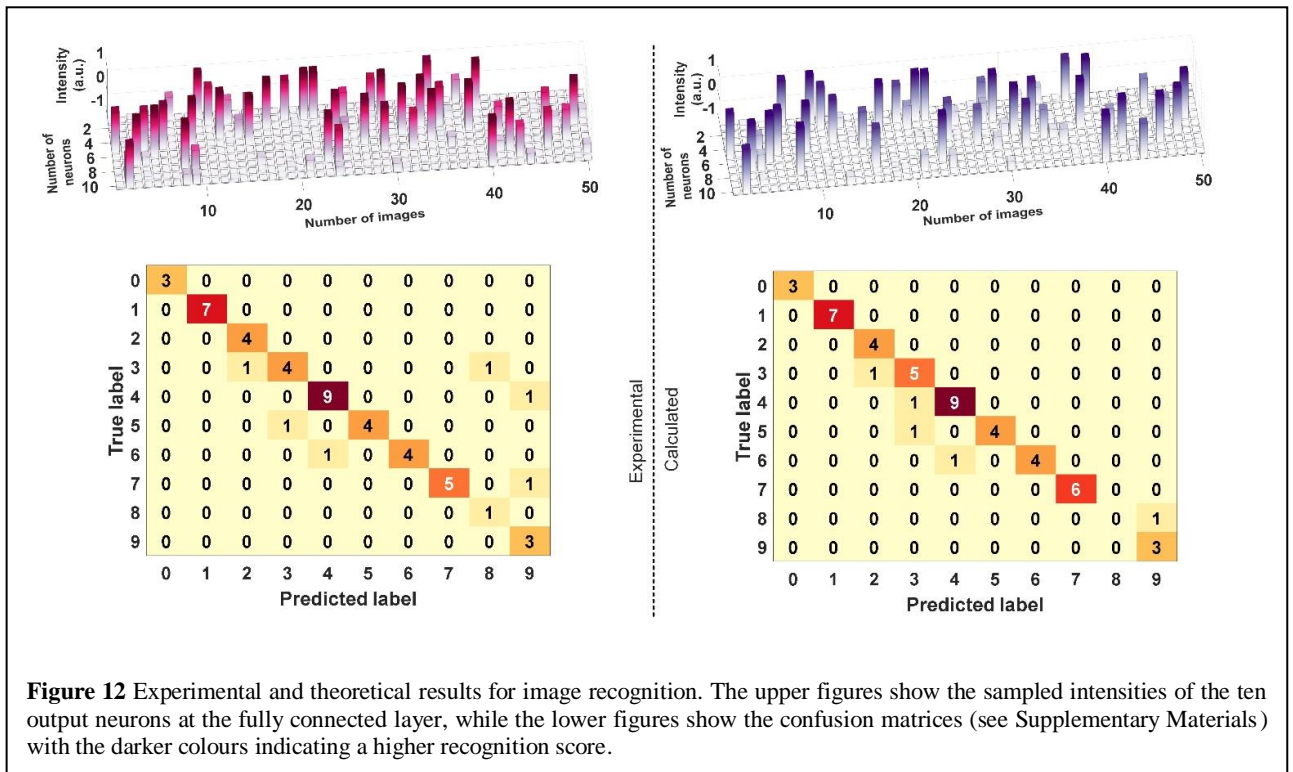 Intensity (a.u.)
1
0
-1
2
4
6
8
10
Number of neurons
10
20
30
40
50
Number of images
Intensity (a.u.)
1
0
-1
2
4
6
8
10
Number of neurons
10
20
30
40
50
Number of images
True label
0 3 0 0 0 0 0 0 0 0 0
1 0 7 0 0 0 0 0 0 0 0
2 0 0 4 0 0 0 0 0 0 0
3 0 0 1 4 0 0 0 0 1 0
4 0 0 0 0 9 0 0 0 0 1
5 0 0 0 1 0 4 0 0 0 0
6 0 0 0 0 1 0 4 0 0 0
7 0 0 0 0 0 0 0 5 0 1
8 0 0 0 0 0 0 0 0 1 0
9 0 0 0 0 0 0 0 0 0 3
0 1 2 3 4 5 6 7 8 9
Predicted label
Experimental
Calculated
True label
0 3 0 0 0 0 0 0 0 0 0
1 0 7 0 0 0 0 0 0 0 0
2 0 0 4 0 0 0 0 0 0 0
3 0 0 1 5 0 0 0 0 0 0
4 0 0 0 1 9 0 0 0 0 0
5 0 0 0 1 0 4 0 0 0 0
6 0 0 0 0 1 0 4 0 0 0
7 0 0 0 0 0 0 0 6 0 0
8 0 0 0 0 0 0 0 0 0 1
9 0 0 0 0 0 0 0 0 0 3
0 1 2 3 4 5 6 7 8 9
Predicted label
Figure 12 Experimental and theoretical results for image recognition. The upper figures show the sampled intensities of the ten
output neurons at the fully connected layer, while the lower figures show the confusion matrices (see Supplementary Materials)
with the darker colours indicating a higher recognition score.